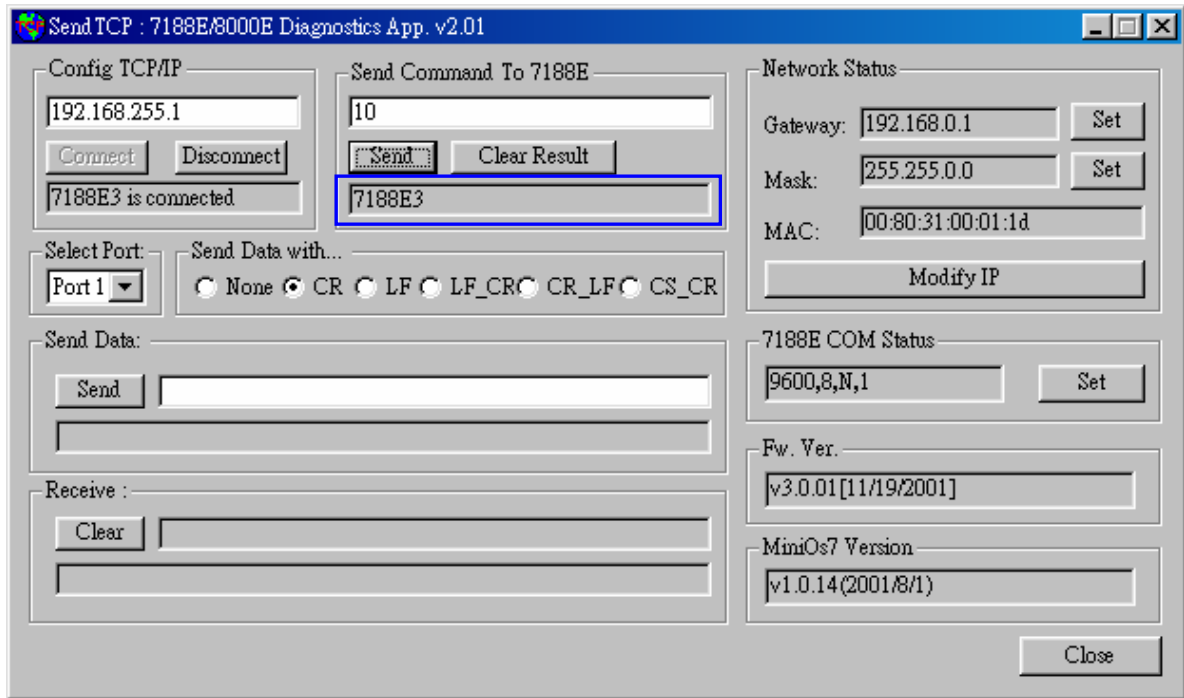 SendTCP : 7188E/8000E Diagnostics App. v2.01
Config TCP/IP
192.168.255.1
Connect Disconnect
7188E3 is connected
Send Command To 7188E
10
Send Clear Result
7188E3
Network Status
Gateway: 192.168.0.1 Set
Mask: 255.255.0.0 Set
MAC: 00:80:31:00:01:1d
Modify IP
Select Port:
Port 1
Send Data with...
None CR LF LF_CR CR_LF CS_CR
Send Data:
Send
7188E COM Status
9600,8,N,1 Set
Receive :
Clear
Fw. Ver.
v3.0.01[11/19/2001]
MiniOs7 Version
v1.0.14(2001/8/1)
Close